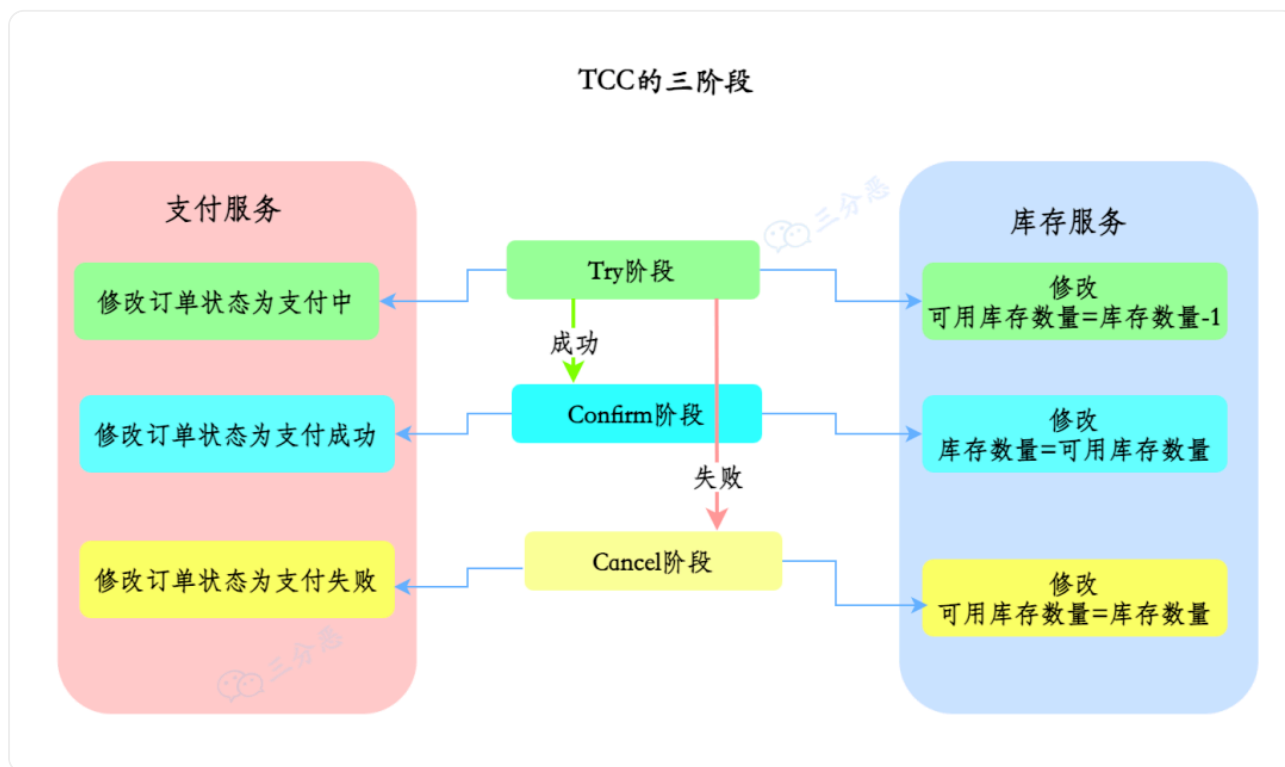 TCC的三阶段
三分恶
支付服务
库存服务
Try阶段
修改订单状态为支付中
修改
可用库存数量=库存数量-1
成功
Confirm阶段
修改订单状态为支付成功
修改
库存数量=可用库存数量
失败
Cancel阶段
修改订单状态为支付失败
修改
可用库存数量=库存数量
三分恶